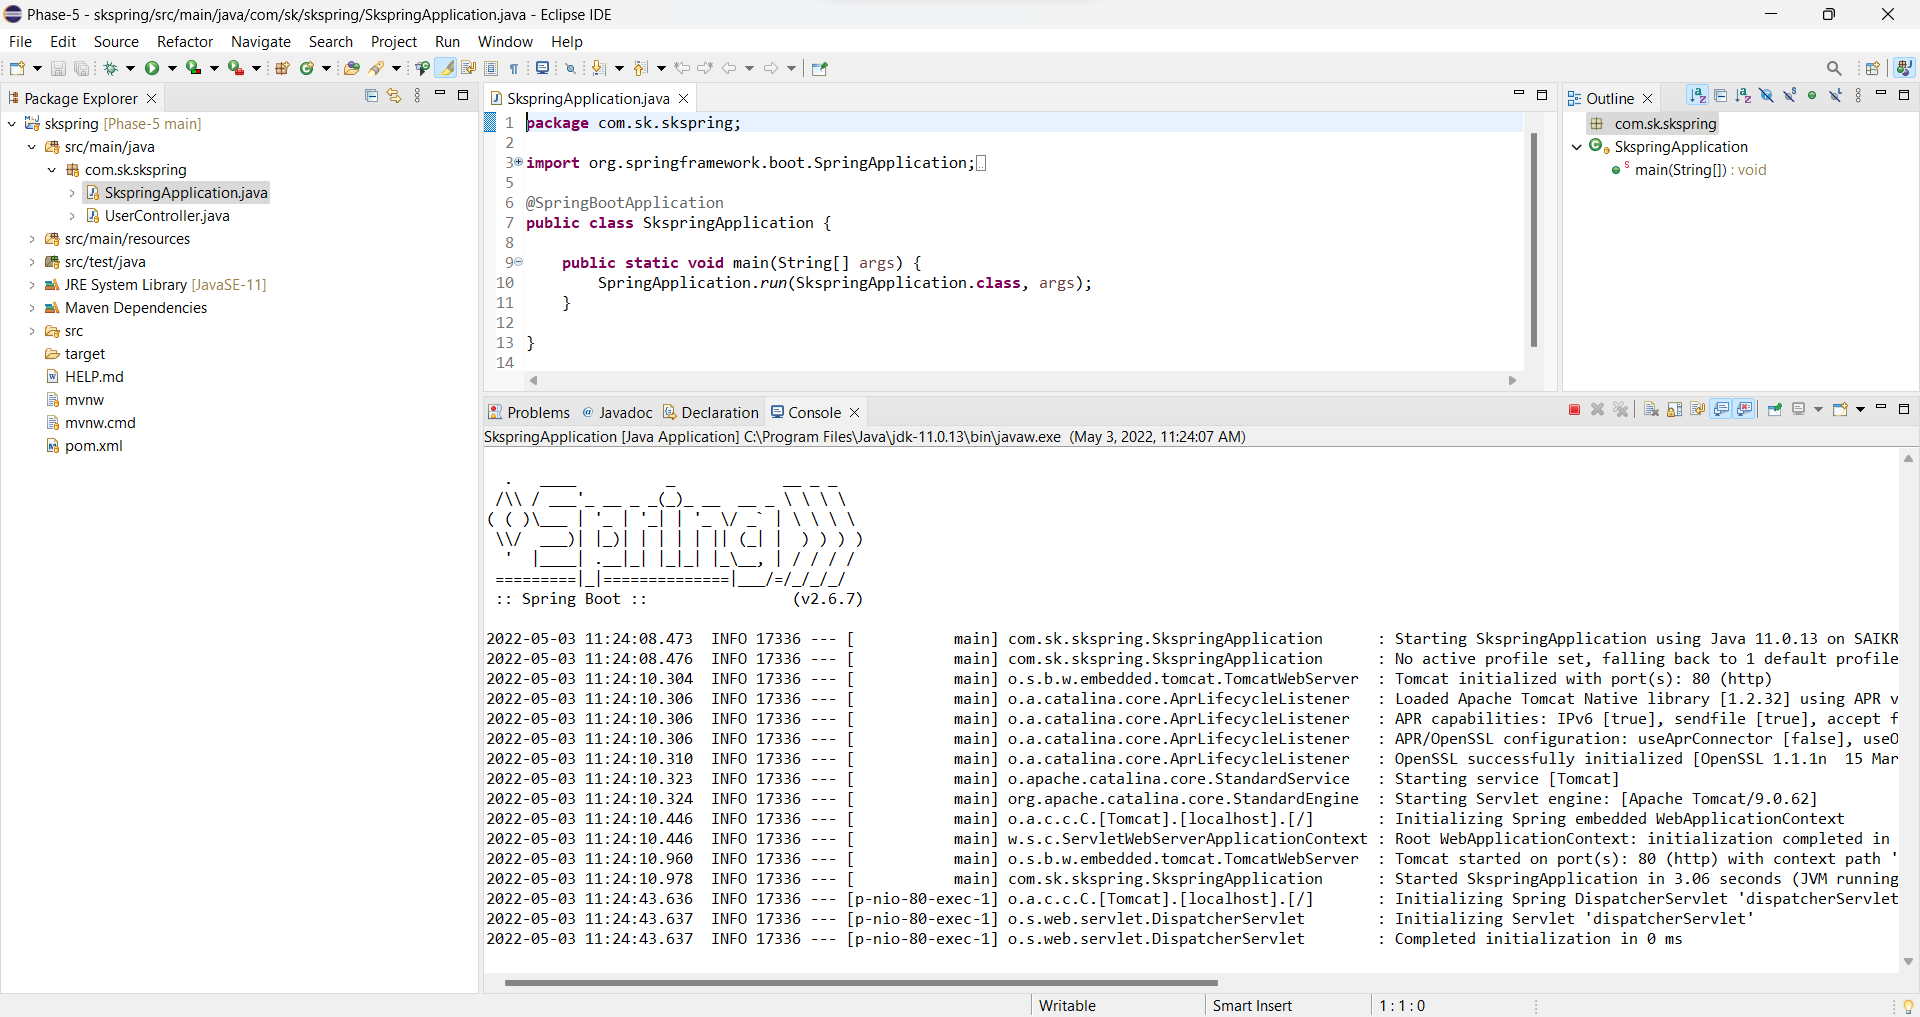 Phase-5 - skspring/src/main/java/com/sk/skspring/SkspringApplication.java - Eclipse IDE
File Edit Source Refactor Navigate Search Project Run Window Help
Package Explorer
skspring [Phase-5 main]
src/main/java
com.sk.skspring
SkspringApplication.java
UserController.java
src/main/resources
src/test/java
JRE System Library [JavaSE-11]
Maven Dependencies
src
target
HELP.md
mvnw
mvnw.cmd
pom.xml
SkspringApplication.java
1 package com.sk.skspring;
2
3 import org.springframework.boot.SpringApplication;
5
6 @SpringBootApplication
7 public class SkspringApplication {
8
9 public static void main(String[] args) {
10 SpringApplication.run(SkspringApplication.class, args);
11 }
12
13 }
14
Outline
com.sk.skspring
SkspringApplication
main(String[]) : void
Problems Javadoc Declaration Console
SkspringApplication [Java Application] C:\Program Files\Java\jdk-11.0.13\bin\javaw.exe (May 3, 2022, 11:24:07 AM)
Spring
:: Spring Boot :: (v2.6.7)
2022-05-03 11:24:08.473 INFO 17336 --- [ main] com.sk.skspring.SkspringApplication : Starting SkspringApplication using Java 11.0.13 on SAIKR
2022-05-03 11:24:08.476 INFO 17336 --- [ main] com.sk.skspring.SkspringApplication : No active profile set, falling back to 1 default profile
2022-05-03 11:24:10.304 INFO 17336 --- [ main] o.s.b.w.embedded.tomcat.TomcatWebServer : Tomcat initialized with port(s): 80 (http)
2022-05-03 11:24:10.306 INFO 17336 --- [ main] o.a.catalina.core.AprLifecycleListener : Loaded Apache Tomcat Native library [1.2.32] using APR v
2022-05-03 11:24:10.306 INFO 17336 --- [ main] o.a.catalina.core.AprLifecycleListener : APR capabilities: IPv6 [true], sendfile [true], accept f
2022-05-03 11:24:10.306 INFO 17336 --- [ main] o.a.catalina.core.AprLifecycleListener : APR/OpenSSL configuration: useAprConnector [false], useO
2022-05-03 11:24:10.310 INFO 17336 --- [ main] o.a.catalina.core.AprLifecycleListener : OpenSSL successfully initialized [OpenSSL 1.1.1n 15 Mar
2022-05-03 11:24:10.323 INFO 17336 --- [ main] o.apache.catalina.core.StandardService : Starting service [Tomcat]
2022-05-03 11:24:10.324 INFO 17336 --- [ main] org.apache.catalina.core.StandardEngine : Starting Servlet engine: [Apache Tomcat/9.0.62]
2022-05-03 11:24:10.446 INFO 17336 --- [ main] o.a.c.c.C.[Tomcat].[localhost].[/] : Initializing Spring embedded WebApplicationContext
2022-05-03 11:24:10.446 INFO 17336 --- [ main] w.s.c.ServletWebServerApplicationContext : Root WebApplicationContext: initialization completed in
2022-05-03 11:24:10.960 INFO 17336 --- [ main] o.s.b.w.embedded.tomcat.TomcatWebServer : Tomcat started on port(s): 80 (http) with context path '
2022-05-03 11:24:10.978 INFO 17336 --- [ main] com.sk.skspring.SkspringApplication : Started SkspringApplication in 3.06 seconds (JVM running
2022-05-03 11:24:43.636 INFO 17336 --- [p-nio-80-exec-1] o.a.c.c.C.[Tomcat].[localhost].[/] : Initializing Spring DispatcherServlet 'dispatcherServlet
2022-05-03 11:24:43.637 INFO 17336 --- [p-nio-80-exec-1] o.s.web.servlet.DispatcherServlet : Initializing Servlet 'dispatcherServlet'
2022-05-03 11:24:43.637 INFO 17336 --- [p-nio-80-exec-1] o.s.web.servlet.DispatcherServlet : Completed initialization in 0 ms
Writable Smart Insert 1 : 1 : 0